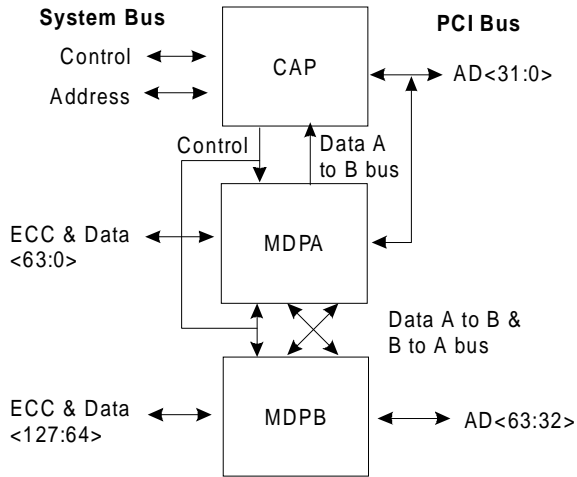 System Bus
PCI Bus
Control
CAP
AD<31:0>
Address
Control
Data A
to B bus
ECC & Data
<63:0>
MDPA
Data A to B &
B to A bus
ECC & Data
<127:64>
MDPB
AD<63:32>